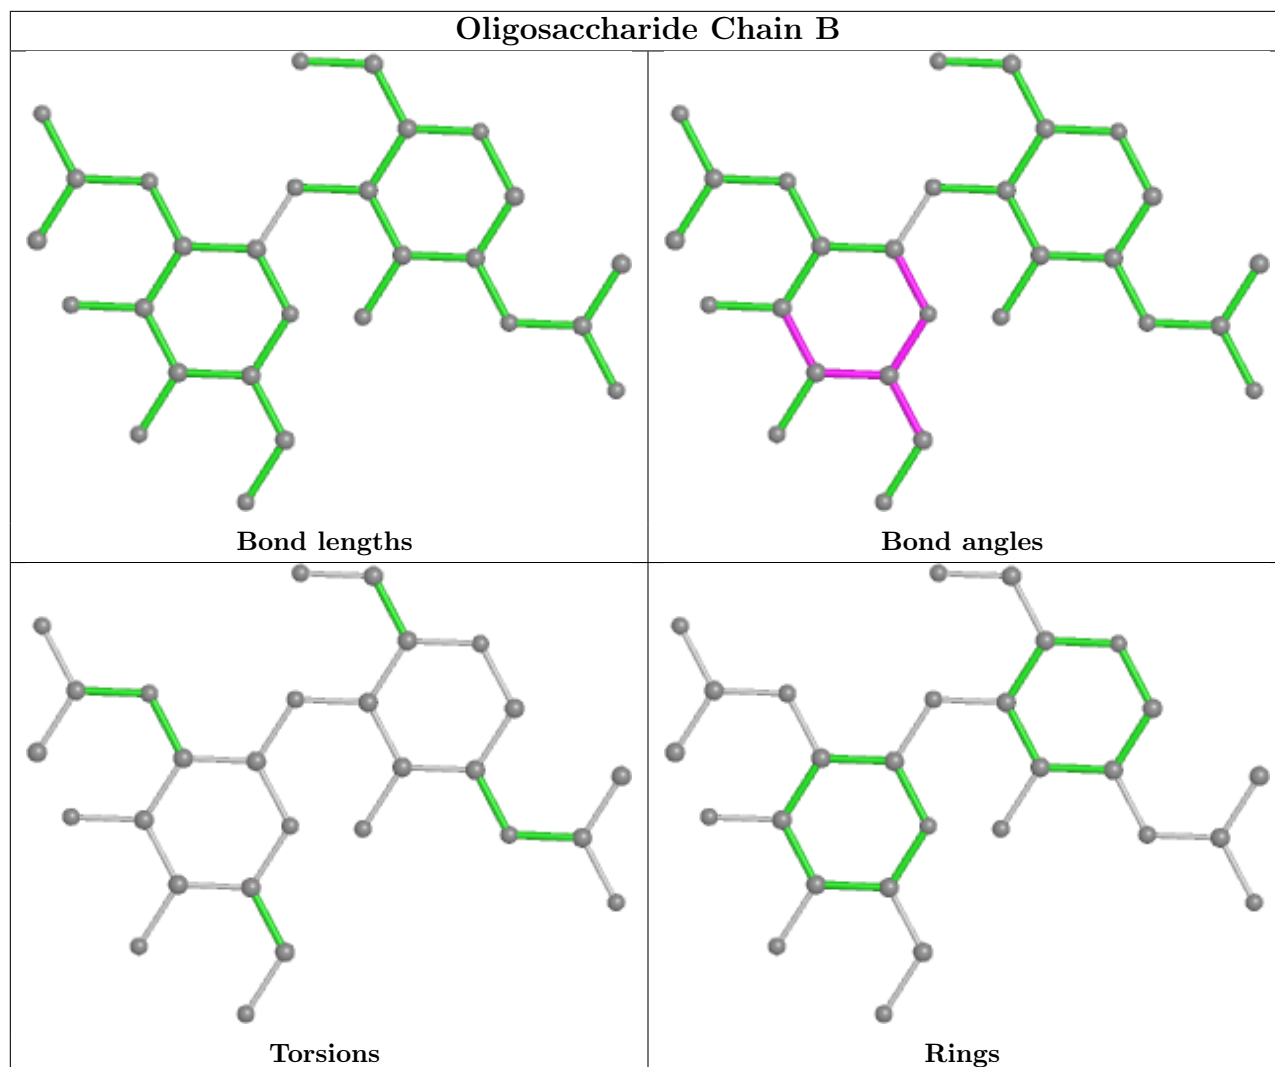 Oligosaccharide Chain B
Bond lengths
Bond angles
Torsions
Rings